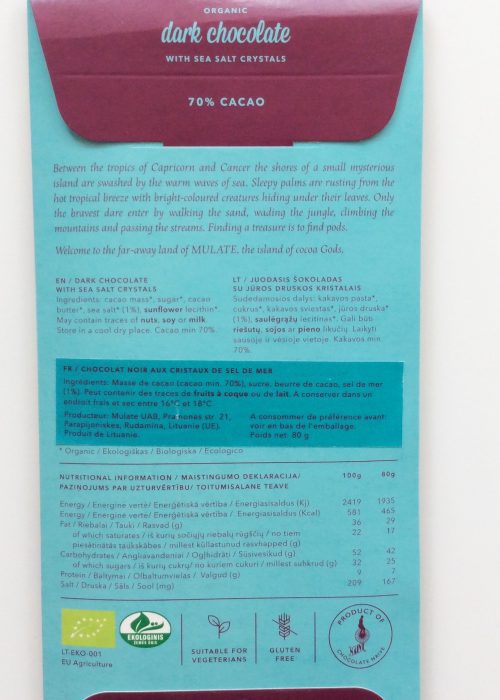 ORGANIC
dark chocolate
WITH SEA SALT CRYSTALS
70% CACAO
Between the tropics of Capricorn and Cancer the shores of a small mysterious
island are swashed by the warm waves of sea. Sleepy palms are rusting from the
hot tropical breeze with bright-coloured creatures hiding under their leaves. Only
the bravest dare enter by walking the sand, wading the jungle, climbing the
mountains and passing the streams. Finding a treasure is to find pods.
Welcome to the far-away land of MULATE, the island of cocoa Gods.
EN / DARK CHOCOLATE
WITH SEA SALT CRYSTALS
Ingredients: cacao mass*, sugar*, cacao
butter*, sea salt* (1%), sunflower lecithin*.
May contain traces of nuts, soy or milk.
Store in a cool dry place. Cacao min 70%.
LT / JUODASIS ŠOKOLADAS
SU JŪROS DRUSKOS KRISTALAIS
Sudedamosios dalys: kakavos pasta*,
cukrus*, kakavos sviestas*, jūros druska*
(1%), saulėgrąžų lecitinas*. Gali būti
riešutų, sojos ar pieno likučių. Laikyti
sausoje ir vėsioje vietoje. Kakavos min.
70%.
FR / CHOCOLAT NOIR AUX CRISTAUX DE SEL DE MER
Ingrédients: Masse de cacao (cacao min. 70%), sucre, beurre de cacao, sel de mer
(1%). Peut contenir des traces de fruits à coque ou de lait. A conserver dans un
endroit frais et sec entre 16°C et 18°C.
Producteur: Mulate UAB, Pramonės str. 21,
Parapijoniskes, Rudamina, Lituanie (UE).
Produit de Lituanie.
A consommer de préférence avant:
voir en bas de l'emballage.
Poids net: 80 g
* Organic / Ekologiškas / Bioloģiska / Ecologico
NUTRITIONAL INFORMATION / MAISTINGUMO DEKLARACIJA/
PAZIŅOJUMS PAR UZTURVĒRTĪBU/ TOITUMISALANE TEAVE
100g 80g
Energy / Energinė vertė/ Enerģētiskā vērtība / Energiasisaldus (Kj) 2419 1935
Energy / Energinė vertė/ Enerģētiskā vērtība / Energiasisaldus (Kcal) 581 465
Fat / Riebalai / Tauki / Rasvad (g) 36 29
of which saturates / iš kurių sočiųjų riebalų rūgščių / no tiem 22 17
piesātinātās taukskābes / millest küllastunud rasvhapped (g)
Carbohydrates / Angliavandeniai / Ogļhidrāti / Süsivesikud (g) 52 42
of which sugars / iš kurių cukrų/ no kuriem cukuri / millest suhkrud (g) 32 25
Protein / Baltymai / Olbaltumvielas / Valgud (g) 9 7
Salt / Druska / Sāls / Sool (mg) 209 167
LT-EKO-001
EU Agriculture
EKOLOGINIS
ŽEMĖS ŪKIS
SUITABLE FOR
VEGETERIANS
GLUTEN
FREE
PRODUCT OF
CHOCOLATE NAIVE